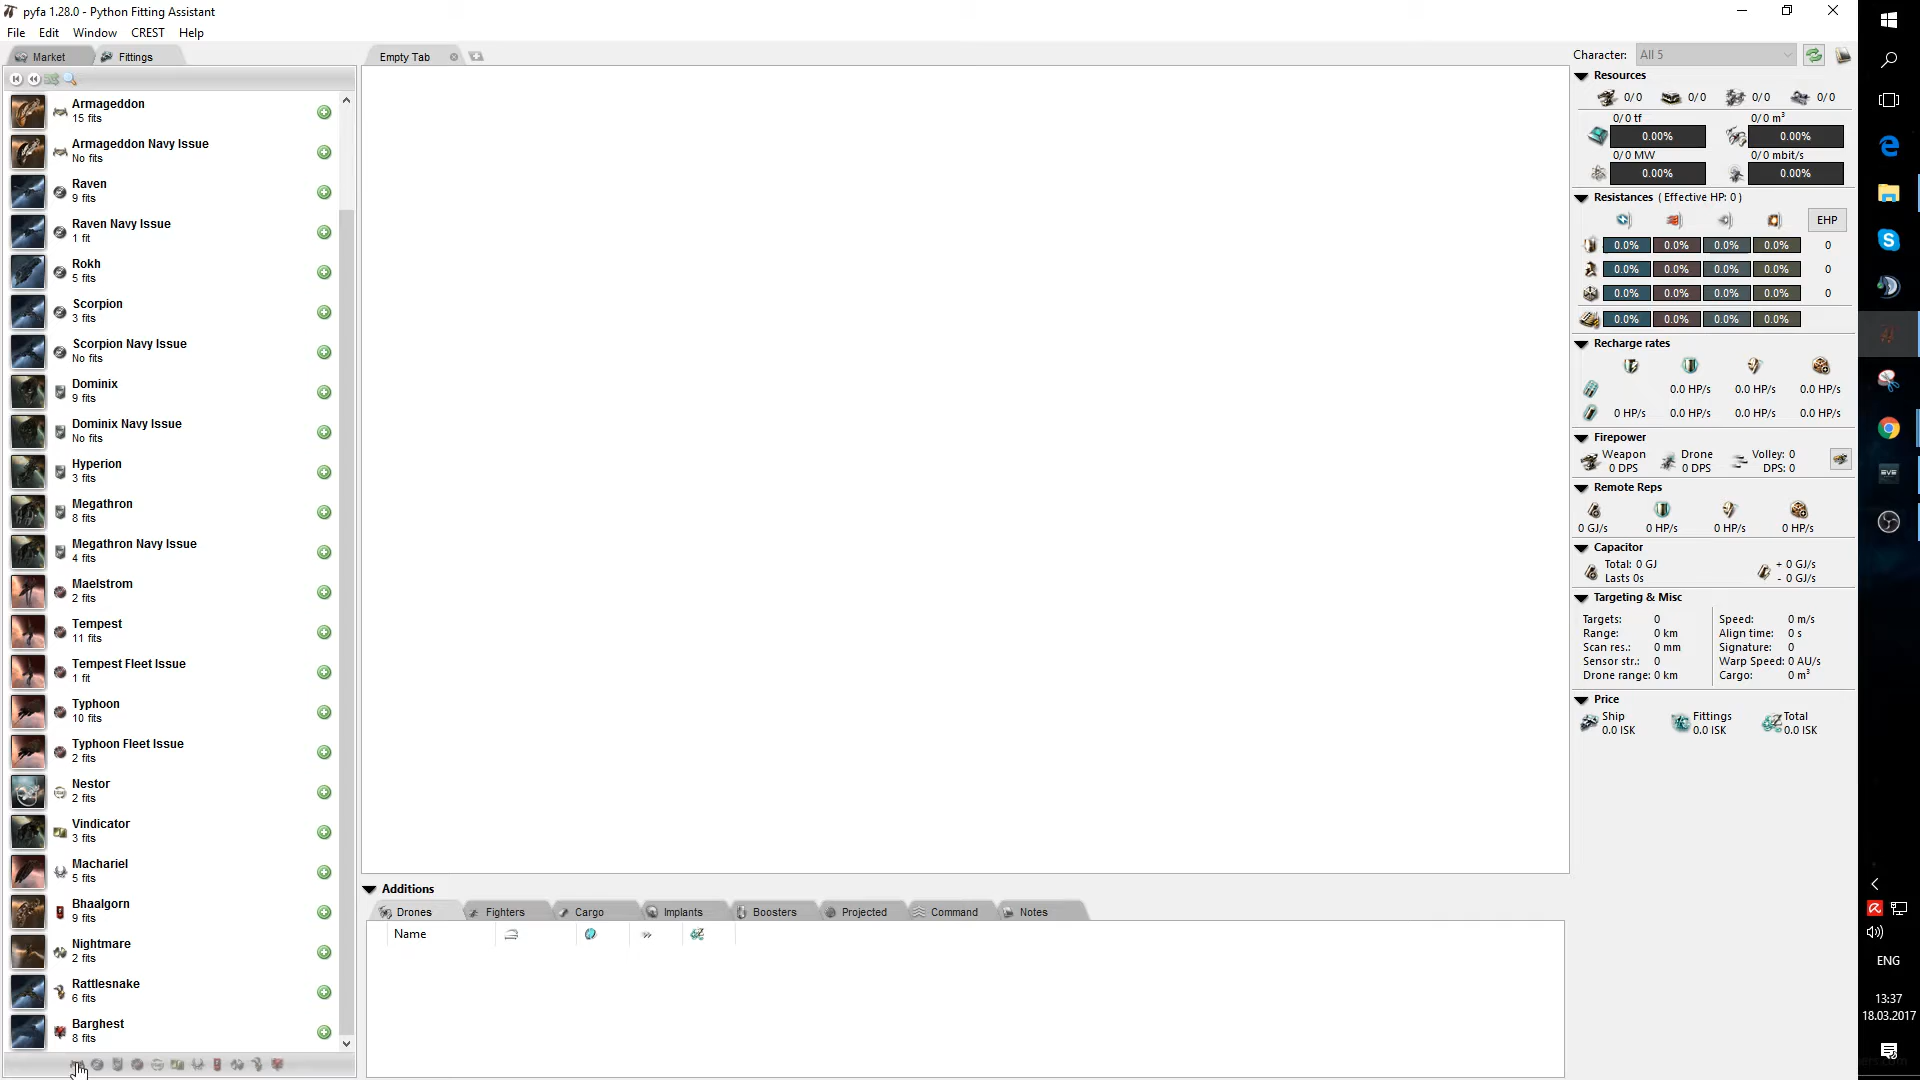 pyfa 1.28.0 - Python Fitting Assistant
File Edit Window CREST Help
Market Fittings
Armageddon
15 fits
Armageddon Navy Issue
No fits
Raven
9 fits
Raven Navy Issue
1 fit
Rokh
5 fits
Scorpion
3 fits
Scorpion Navy Issue
No fits
Dominix
9 fits
Dominix Navy Issue
No fits
Hyperion
3 fits
Megathron
8 fits
Megathron Navy Issue
4 fits
Maelstrom
2 fits
Tempest
11 fits
Tempest Fleet Issue
1 fit
Typhoon
10 fits
Typhoon Fleet Issue
2 fits
Nestor
2 fits
Vindicator
3 fits
Machariel
5 fits
Bhaalgorn
9 fits
Nightmare
2 fits
Rattlesnake
6 fits
Barghest
8 fits
Empty Tab
Additions
Drones Fighters Cargo Implants Boosters Projected Command Notes
Name
Character: All 5
Resources
0/0 0/0 0/0 0/0
0/0 tf 0/0 m³
0.00% 0.00%
0/0 MW 0/0 mbit/s
0.00% 0.00%
Resistances (Effective HP: 0)
EHP
0.0% 0.0% 0.0% 0.0% 0
0.0% 0.0% 0.0% 0.0% 0
0.0% 0.0% 0.0% 0.0% 0
0.0% 0.0% 0.0% 0.0%
Recharge rates
0.0 HP/s 0.0 HP/s 0.0 HP/s
0 HP/s 0.0 HP/s 0.0 HP/s 0.0 HP/s
Firepower
Weapon Drone Volley: 0
0 DPS 0 DPS DPS: 0
Remote Reps
0 GJ/s 0 HP/s 0 HP/s 0 HP/s
Capacitor
Total: 0 GJ + 0 GJ/s
Lasts 0s - 0 GJ/s
Targeting & Misc
Targets: 0 Speed: 0 m/s
Range: 0 km Align time: 0 s
Scan res.: 0 mm Signature: 0
Sensor str.: 0 Warp Speed: 0 AU/s
Drone range: 0 km Cargo: 0 m³
Price
Ship Fittings Total
0.0 ISK 0.0 ISK 0.0 ISK
EVE
ENG
13:37
18.03.2017